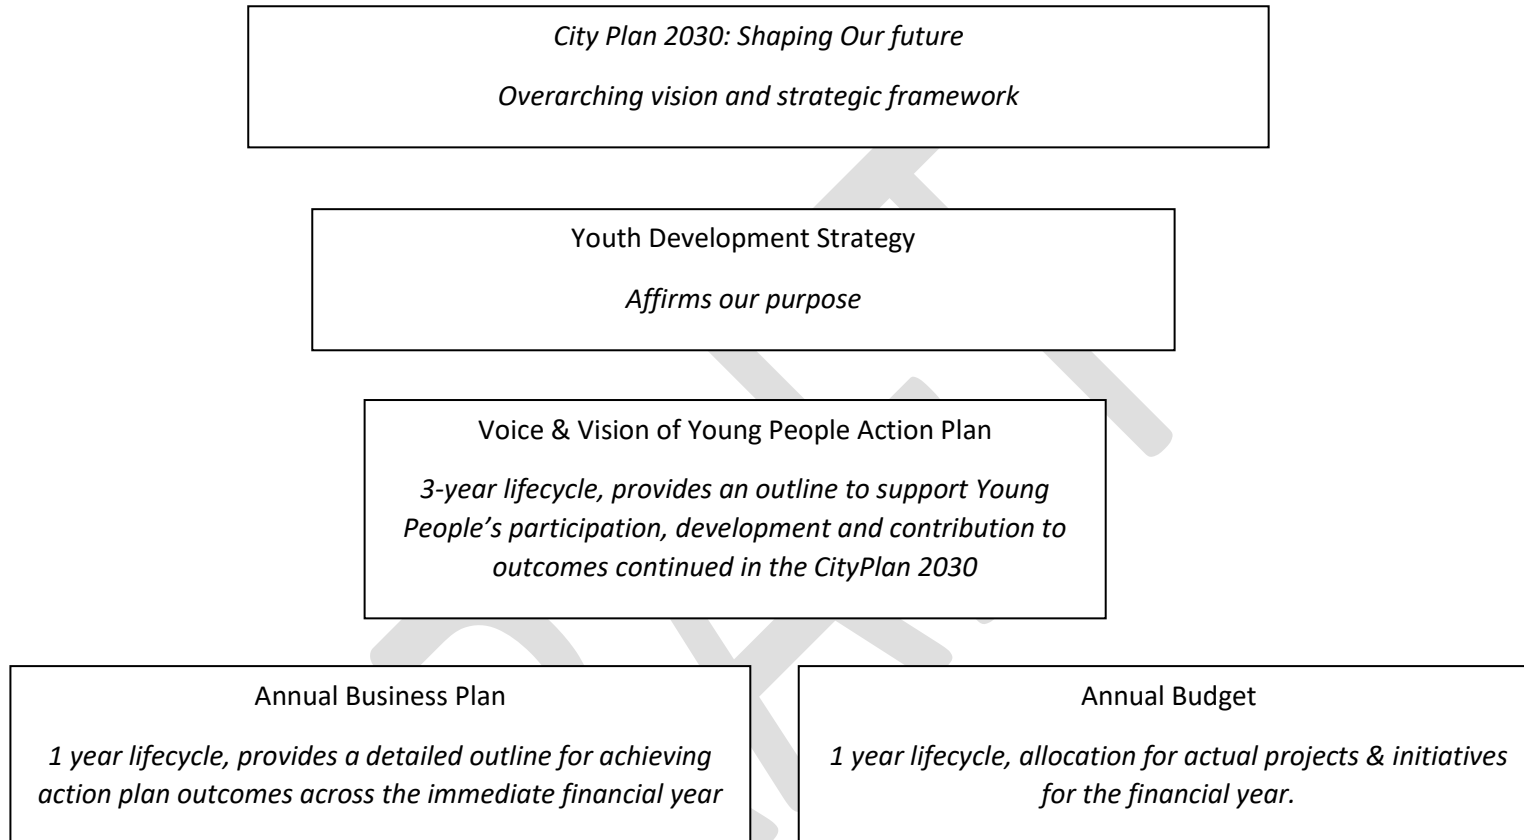 City Plan 2030: Shaping Our future
Overarching vision and strategic framework
Youth Development Strategy
Affirms our purpose
Voice & Vision of Young People Action Plan
3-year lifecycle, provides an outline to support Young
People’s participation, development and contribution to
outcomes continued in the CityPlan 2030
Annual Business Plan
1 year lifecycle, provides a detailed outline for achieving
action plan outcomes across the immediate financial year
Annual Budget
1 year lifecycle, allocation for actual projects & initiatives
for the financial year.